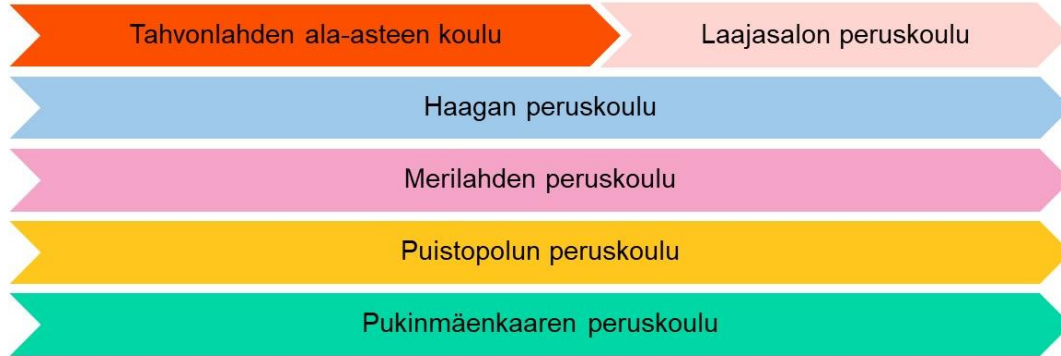 Tahvonlahden ala-asteen koulu
Laajasalon peruskoulu
Haagan peruskoulu
Merilahden peruskoulu
Puistopolun peruskoulu
Pukinmäenkaaren peruskoulu